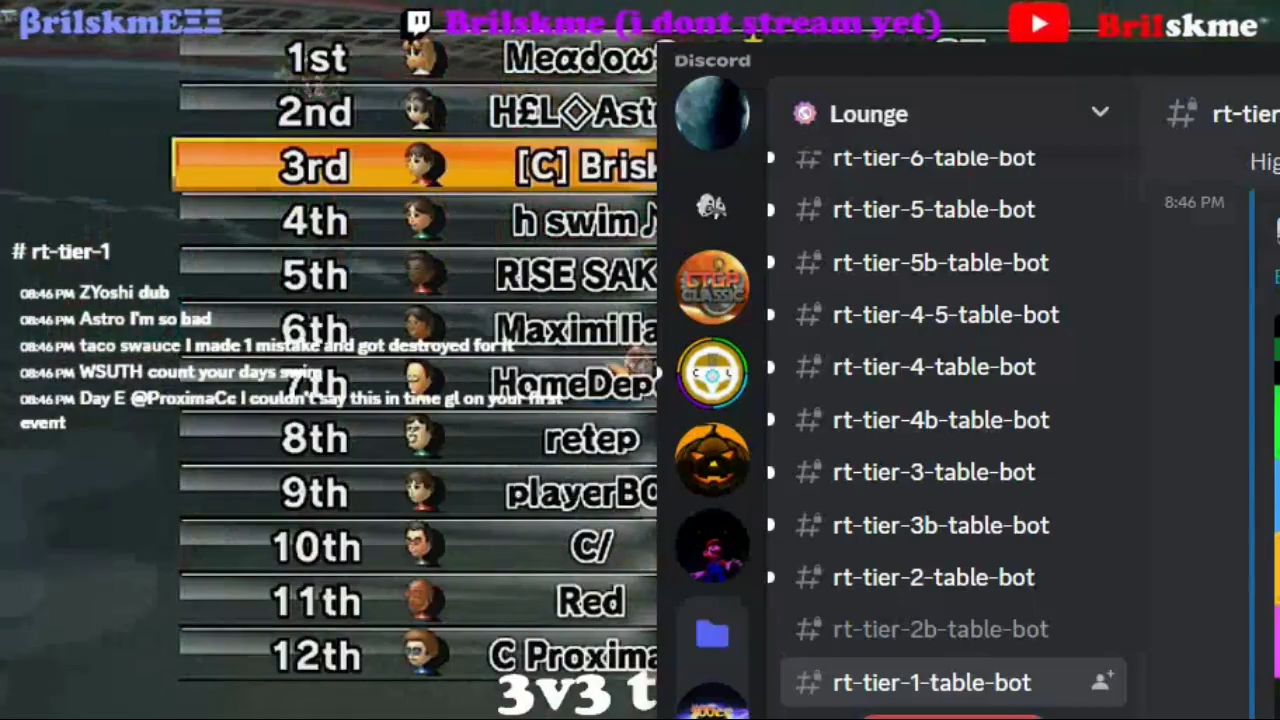 βrilskmEΞΞ
Brilskme (i dont stream yet)
Brilskme
1st Meadow
2nd H£L◇Ast
3rd [C] Brisk
4th h swim♪
5th RISE SAK
6th Maximilia
7th HomeDep
8th retep
9th playerBO
10th C/
11th Red
12th C Proxima
3v3 t
# rt-tier-1
08:46 PM ZYoshi dub
08:46 PM Astro I'm so bad
08:46 PM taco swauce I made 1 mistake and got destroyed for it
08:46 PM WSUTH count your days swim
08:46 PM Day E @ProximaCc I couldn't say this in time gl on your first
event
Discord
CTGP
CLASSIC
Lounge
rt-tier-6-table-bot
rt-tier-5-table-bot
rt-tier-5b-table-bot
rt-tier-4-5-table-bot
rt-tier-4-table-bot
rt-tier-4b-table-bot
rt-tier-3-table-bot
rt-tier-3b-table-bot
rt-tier-2-table-bot
rt-tier-2b-table-bot
rt-tier-1-table-bot
# rt-tier
Hig
8:46 PM